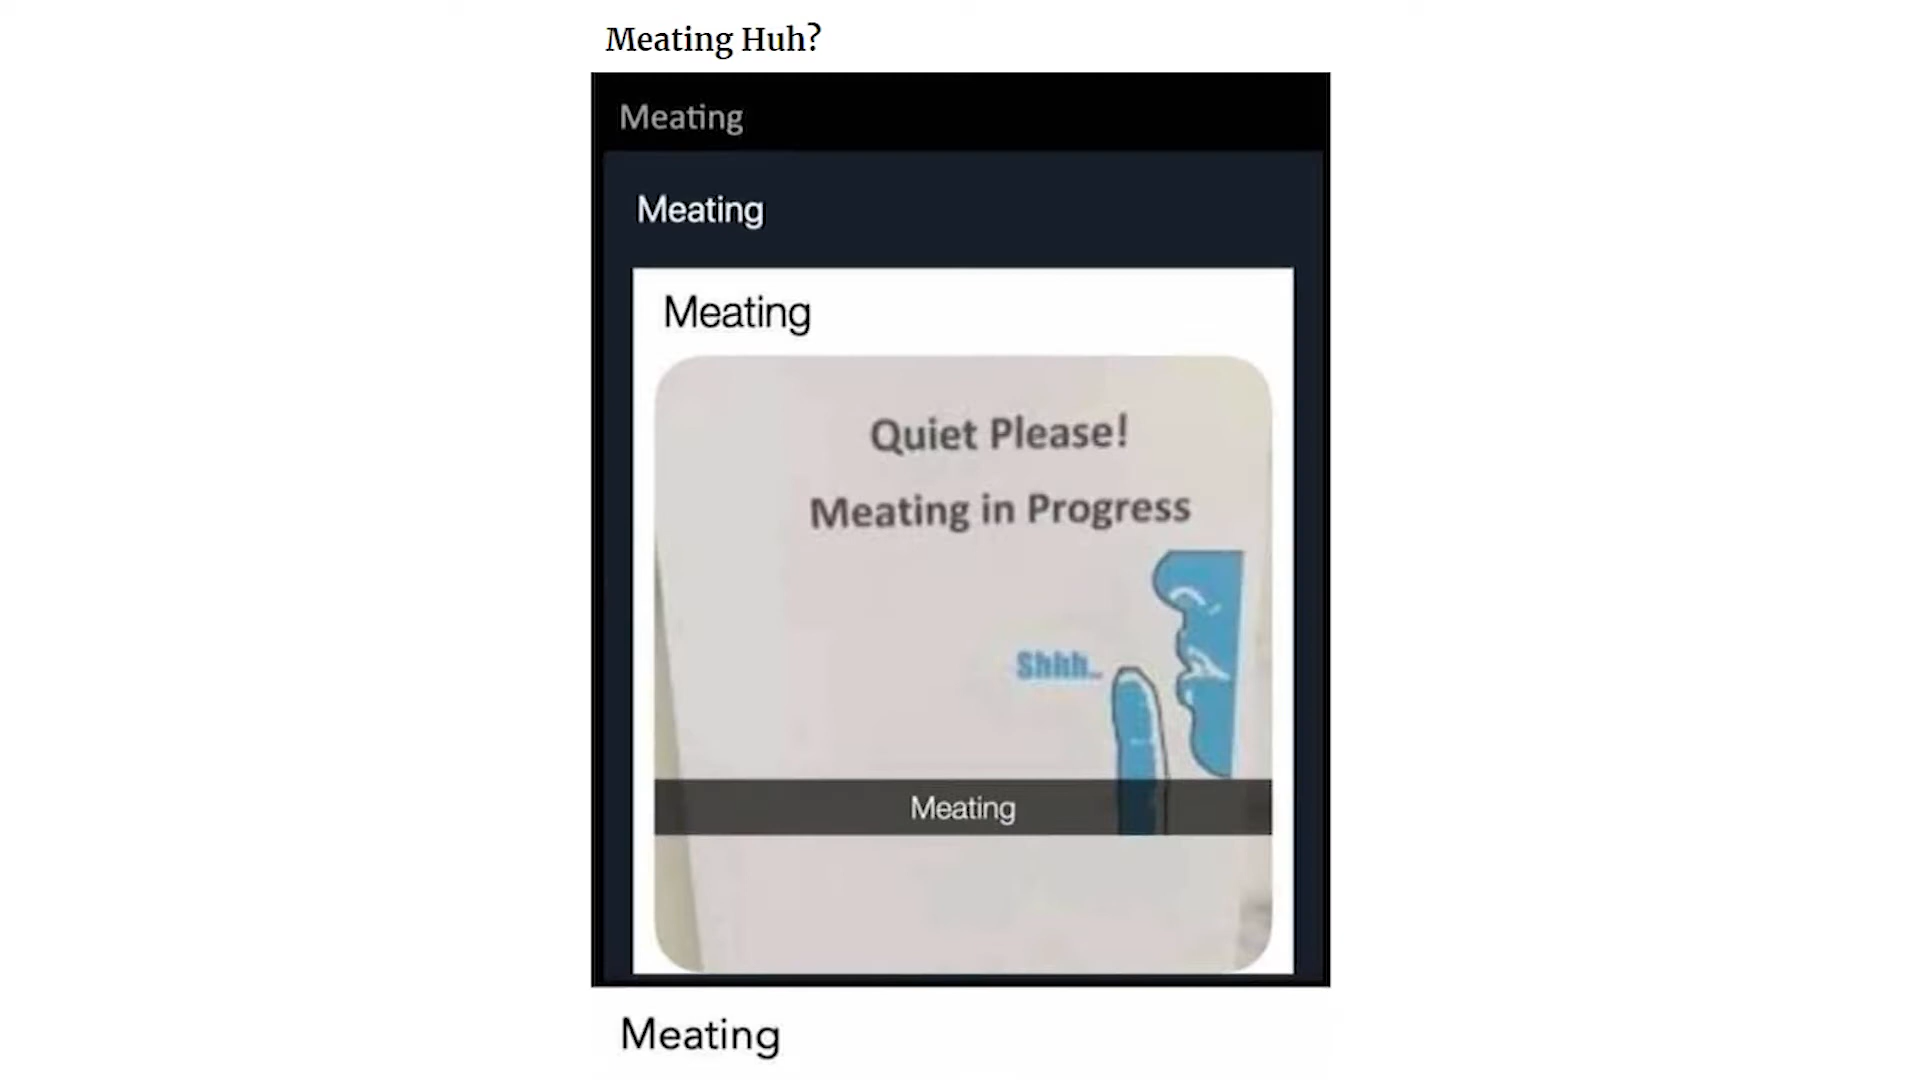 Meating Huh?
Meating
Meating
Meating
Quiet Please!
Meating in Progress
Shhh..
Meating
Meating